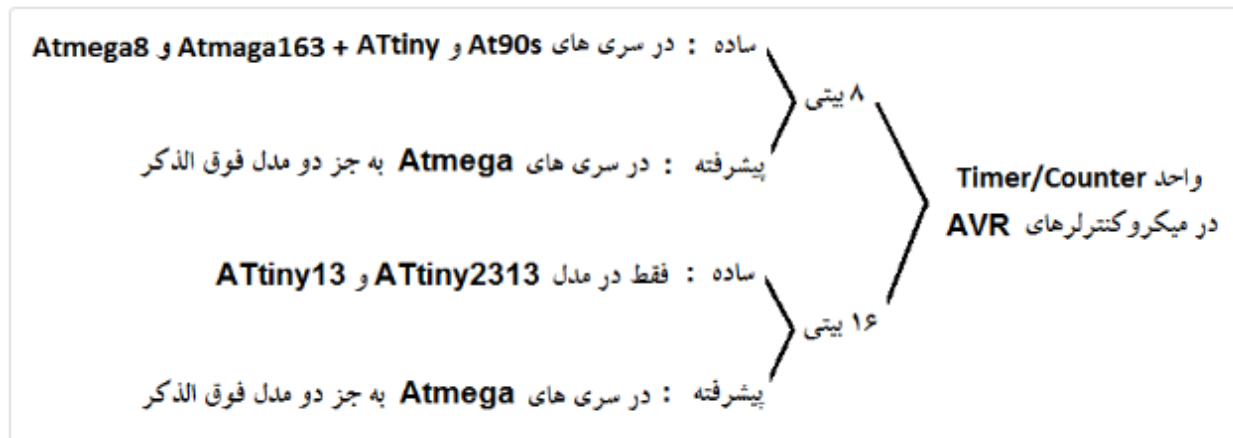 واحد Timer/Counter
در میکروکنترلرهای AVR
۸ بیتی
ساده : در سری های At90s و ATtiny + Atmaga163 و Atmega8
پیشرفته : در سری های Atmega به جز دو مدل فوق الذکر
۱۶ بیتی
ساده : فقط در مدل ATtiny2313 و ATtiny13
پیشرفته : در سری های Atmega به جز دو مدل فوق الذکر